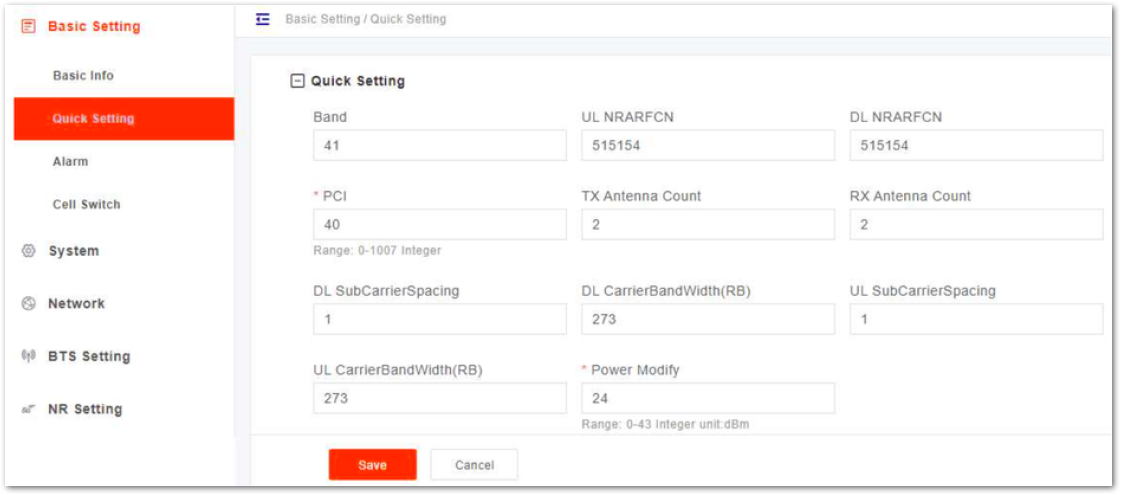 Basic Setting
Basic Info
Quick Setting
Alarm
Cell Switch
System
Network
BTS Setting
NR Setting
Basic Setting / Quick Setting
Quick Setting
Band UL NRARFCN DL NRARFCN
41 515154 515154
* PCI TX Antenna Count RX Antenna Count
40 2 2
Range: 0-1007 Integer
DL SubCarrierSpacing DL CarrierBandWidth(RB) UL SubCarrierSpacing
1 273 1
UL CarrierBandWidth(RB) * Power Modify
273 24
Range: 0-43 Integer unit:dBm
Save Cancel